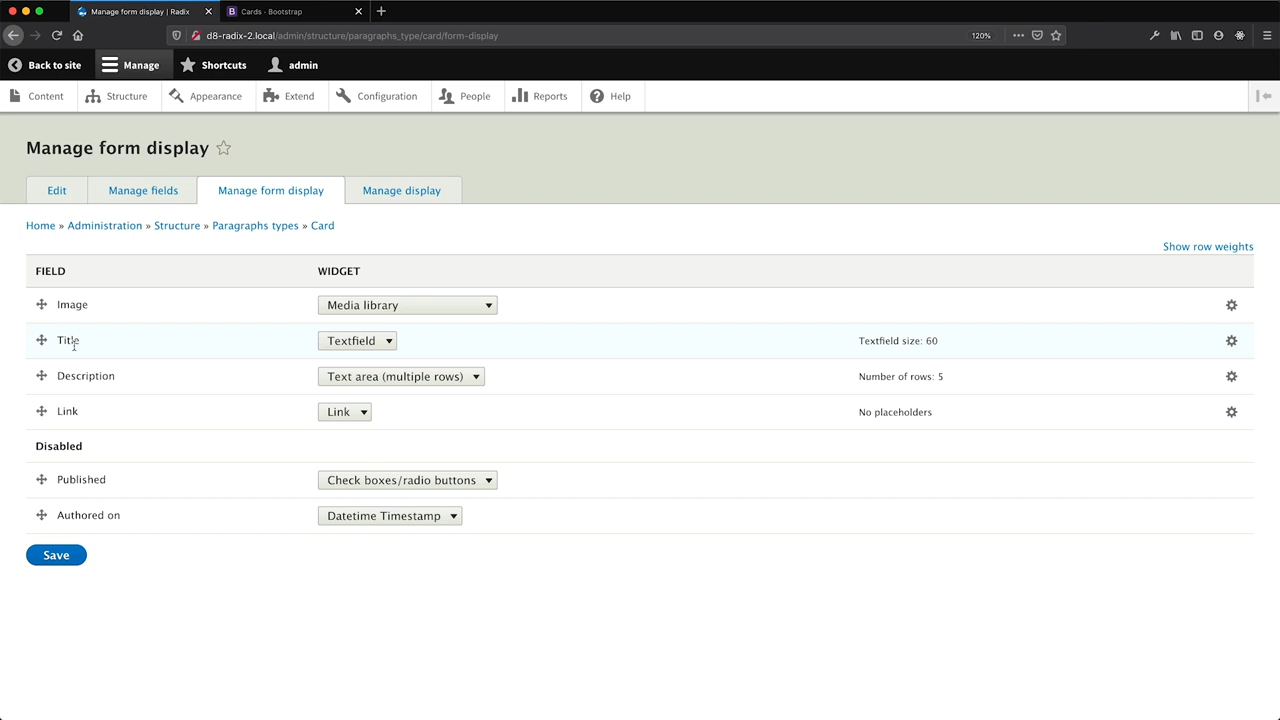 Manage form display | Radix
Cards · Bootstrap
d8-radix-2.local/admin/structure/paragraphs_type/card/form-display
120%
Back to site
Manage
Shortcuts
admin
Content
Structure
Appearance
Extend
Configuration
People
Reports
Help
Manage form display
Edit
Manage fields
Manage form display
Manage display
Home » Administration » Structure » Paragraphs types » Card
Show row weights
FIELD WIDGET
Image Media library
Title Textfield Textfield size: 60
Description Text area (multiple rows) Number of rows: 5
Link Link No placeholders
Disabled
Published Check boxes/radio buttons
Authored on Datetime Timestamp
Save